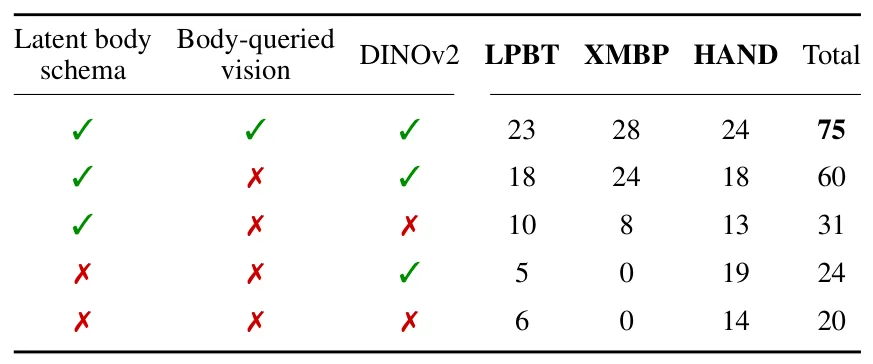 Latent body schema Body-queried vision DINOv2 LPBT XMBP HAND Total
✓ ✓ ✓ 23 28 24 75
✓ ✗ ✓ 18 24 18 60
✓ ✗ ✗ 10 8 13 31
✗ ✗ ✓ 5 0 19 24
✗ ✗ ✗ 6 0 14 20